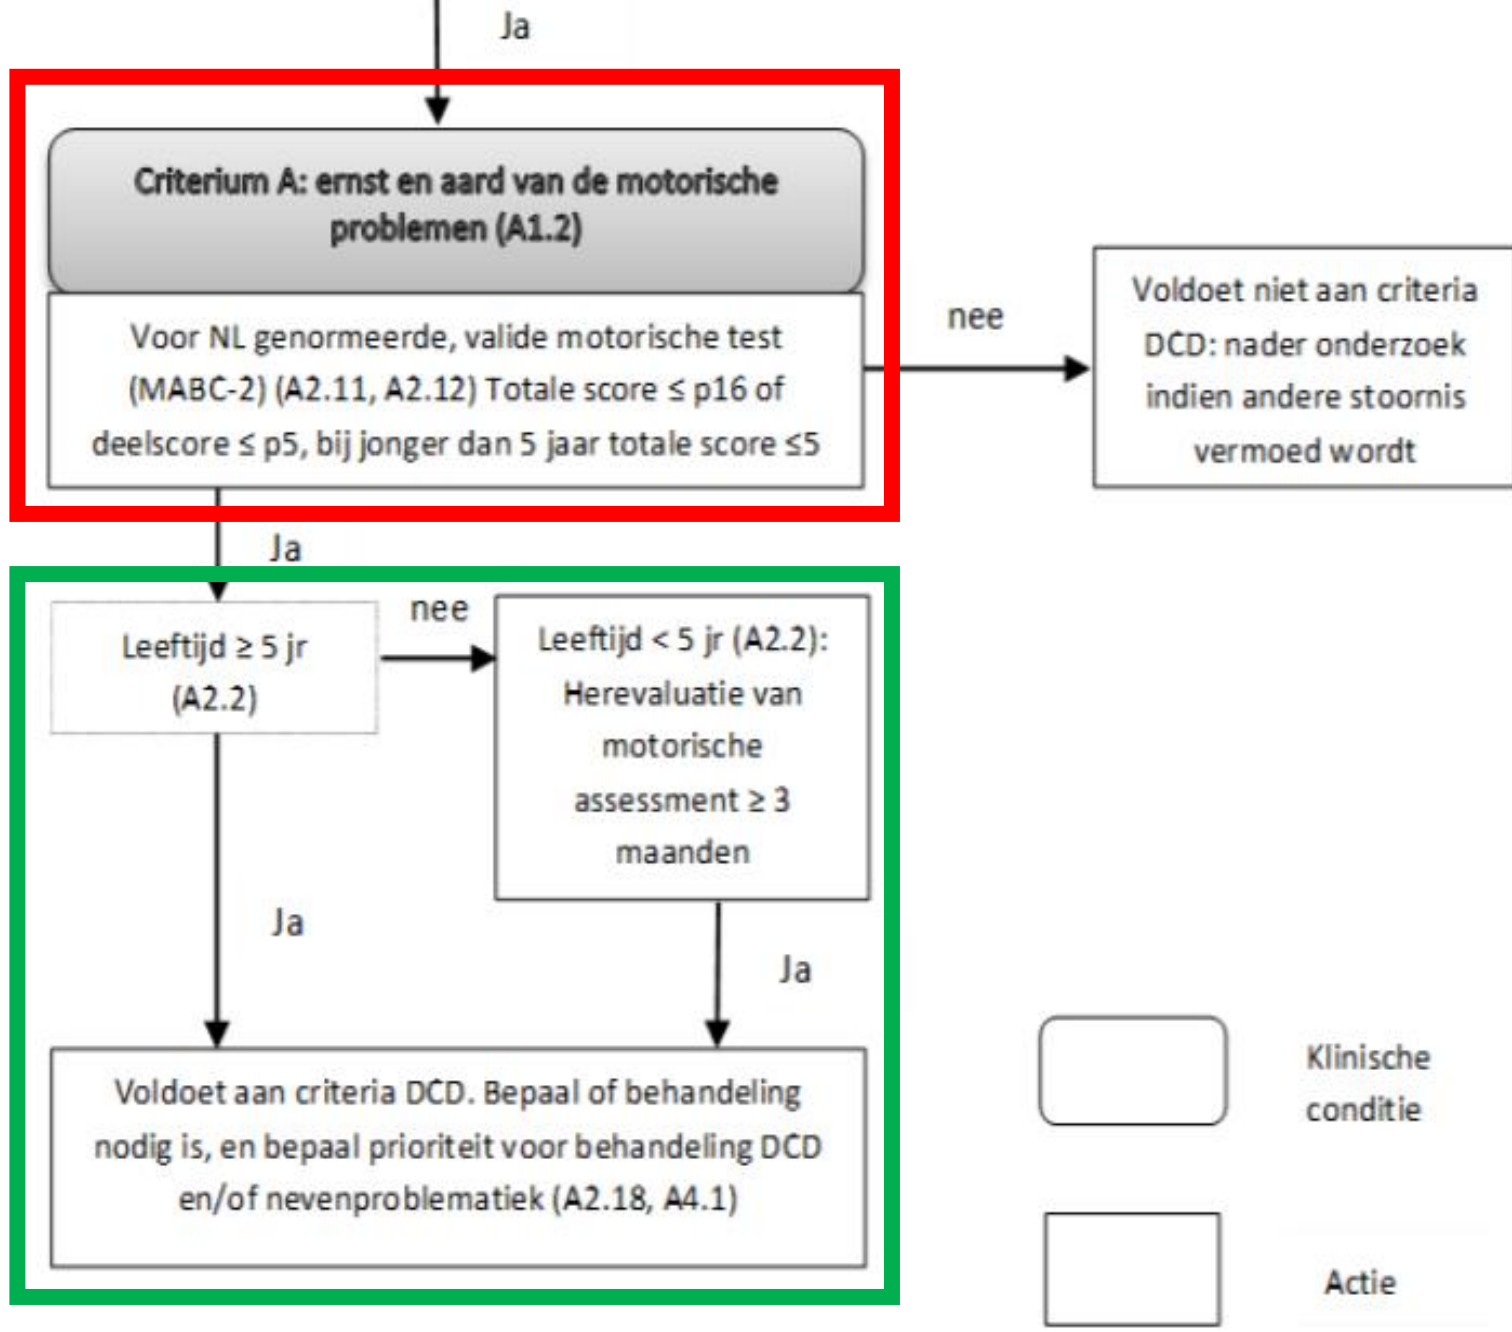 Ja
Criterium A: ernst en aard van de motorische
problemen (A1.2)
Voor NL genormeerde, valide motorische test
(MABC-2) (A2.11, A2.12) Totale score ≤ p16 of
deelscore ≤ p5, bij jonger dan 5 jaar totale score ≤5
nee
Voldoet niet aan criteria
DCD: nader onderzoek
indien andere stoornis
vermoed wordt
Ja
Leeftijd ≥ 5 jr
(A2.2)
nee
Leeftijd < 5 jr (A2.2):
Herevaluatie van
motorische
assessment ≥ 3
maanden
Ja
Ja
Voldoet aan criteria DCD. Bepaal of behandeling
nodig is, en bepaal prioriteit voor behandeling DCD
en/of nevenproblematiek (A2.18, A4.1)
Klinische
conditie
Actie